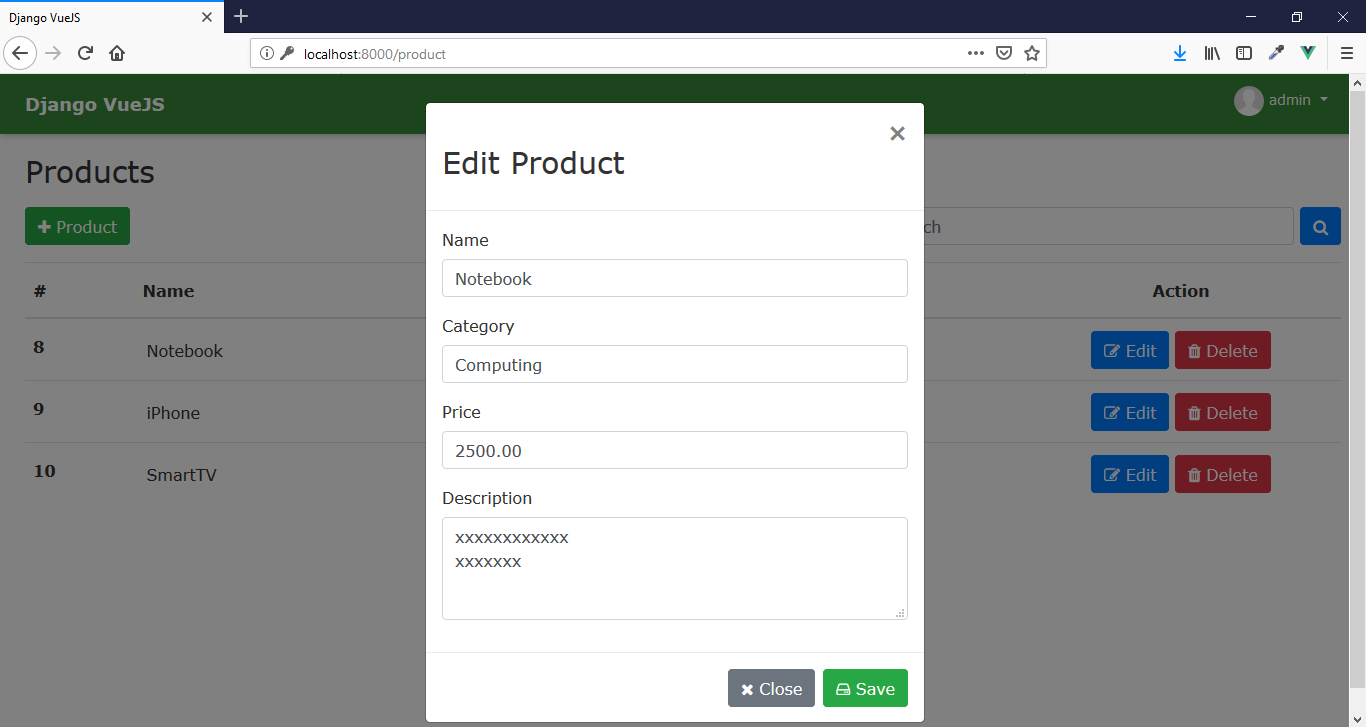 Django VueJS
localhost:8000/product
Django VueJS
admin
Products
Product
ch
# Name Action
8 Notebook Edit Delete
9 iPhone Edit Delete
10 SmartTV Edit Delete
Edit Product
Name
Notebook
Category
Computing
Price
2500.00
Description
xxxxxxxxxxxx
xxxxxxx
Close Save